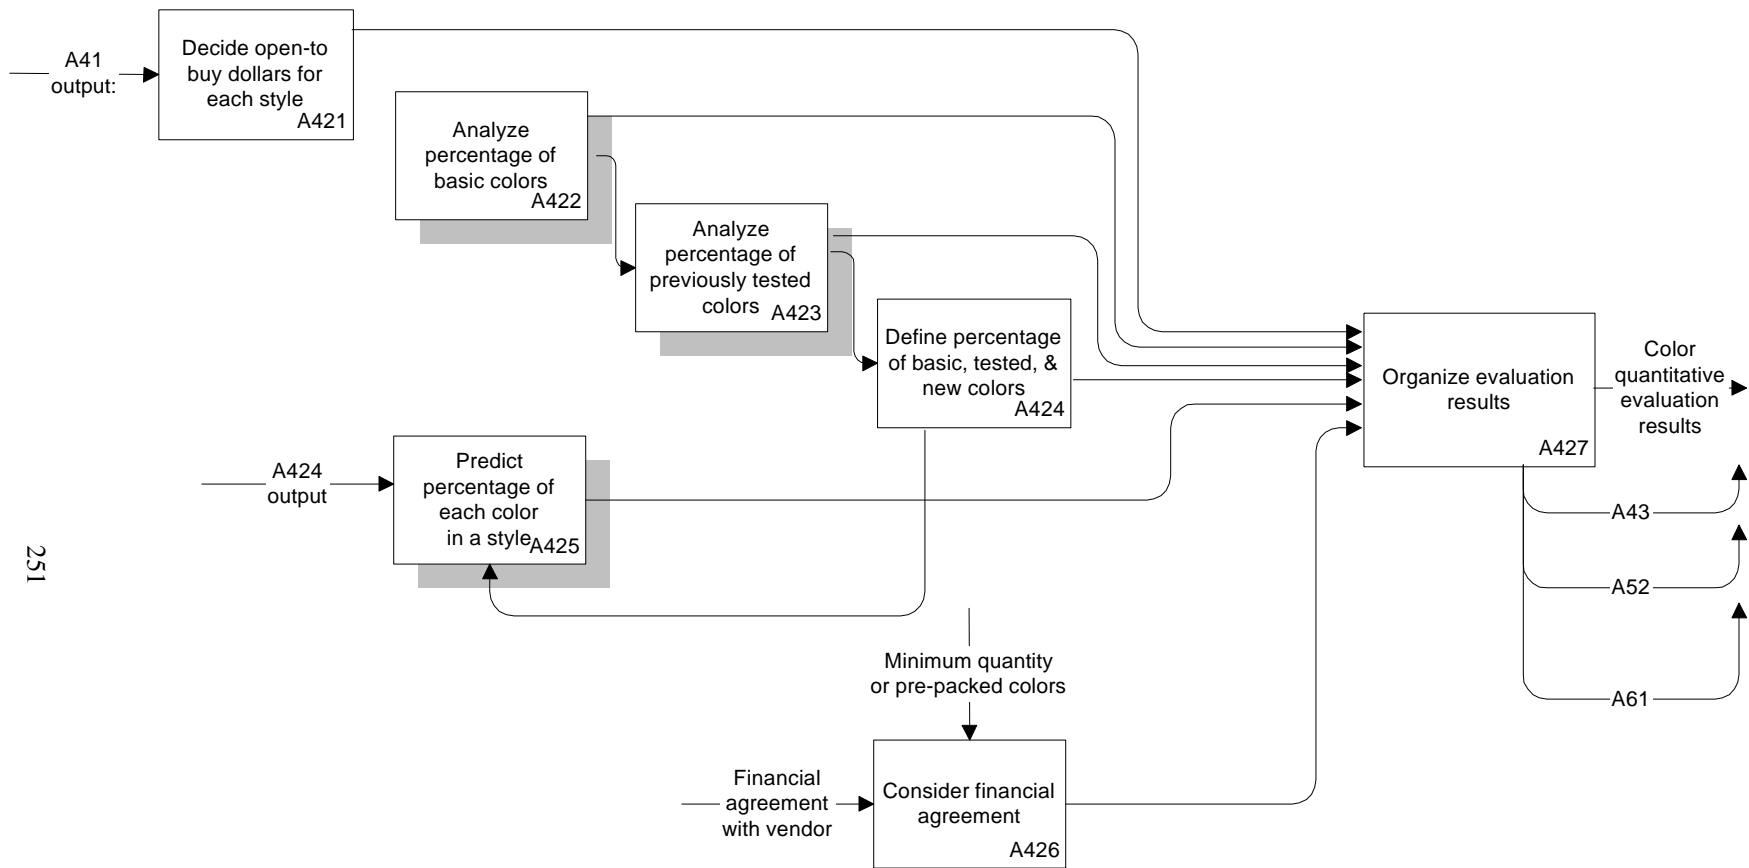 A41
output:
Decide open-to
buy dollars for
each style
A421
Analyze
percentage of
basic colors
A422
Analyze
percentage of
previously tested
colors
A423
Define percentage
of basic, tested, &
new colors
A424
Organize evaluation
results
A427
Color
quantitative
evaluation
results
A424
output
Predict
percentage of
each color
in a style
A425
A43
A52
A61
251
Minimum quantity
or pre-packed colors
Financial
agreement
with vendor
Consider financial
agreement
A426